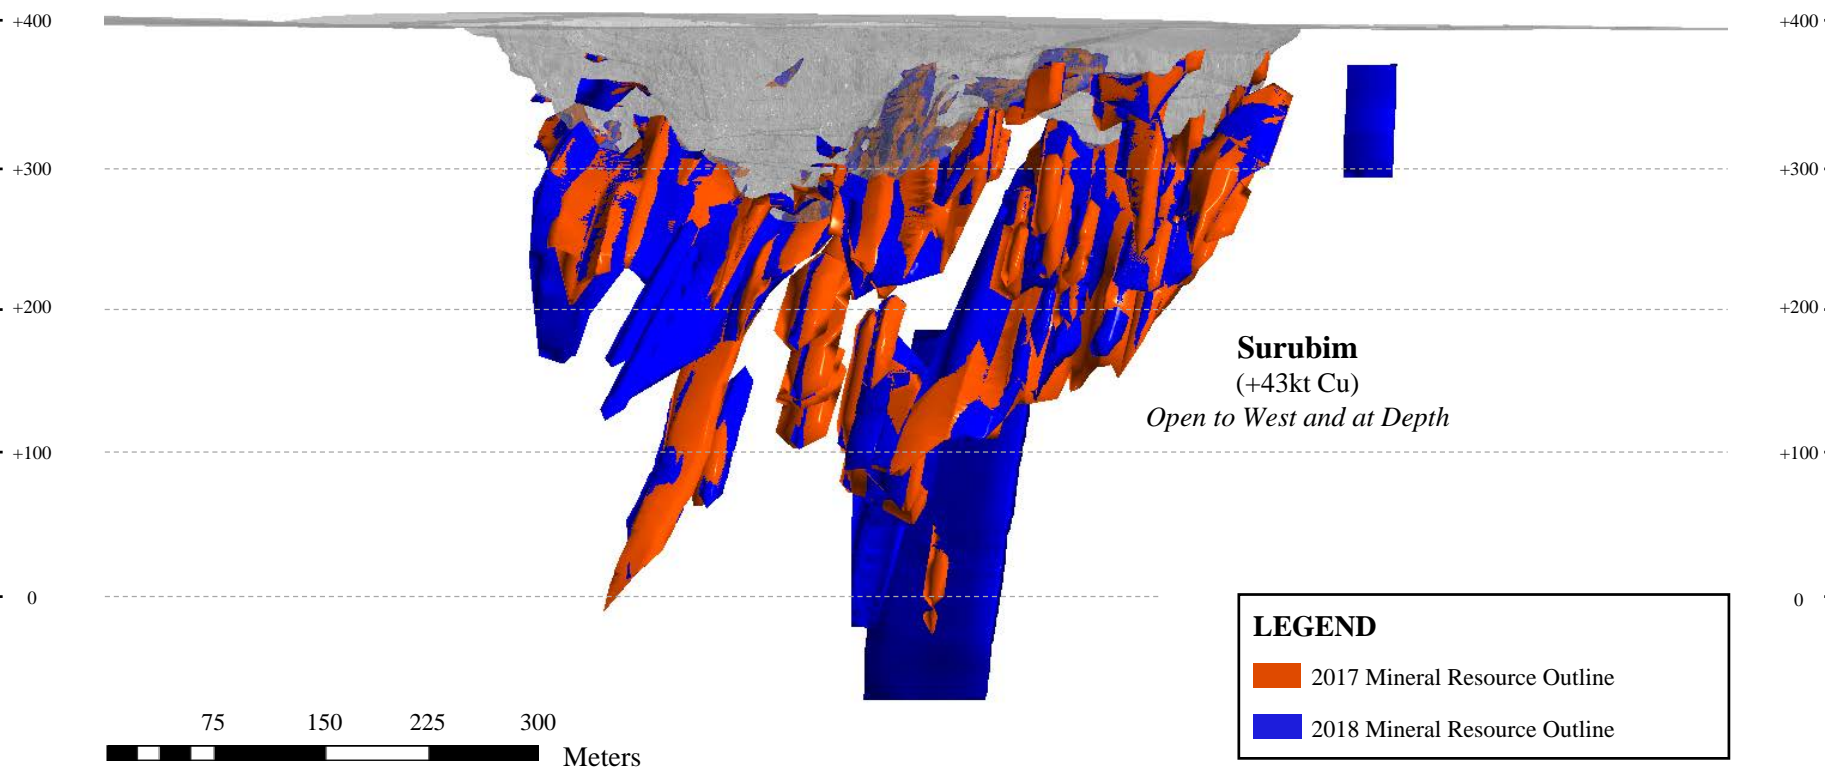 +400 +400
+300 +300
+200 +200
Surubim
(+43kt Cu)
Open to West and at Depth
+100 +100
0 0
LEGEND
2017 Mineral Resource Outline
2018 Mineral Resource Outline
75 150 225 300
Meters